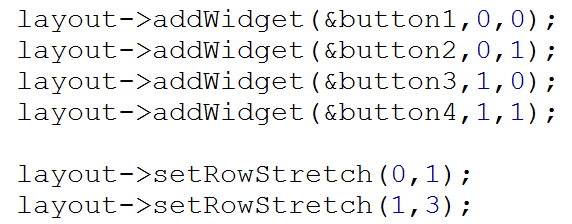 layout->addWidget(&button1,0,0);
layout->addWidget(&button2,0,1);
layout->addWidget(&button3,1,0);
layout->addWidget(&button4,1,1);
layout->setRowStretch(0,1);
layout->setRowStretch(1,3);